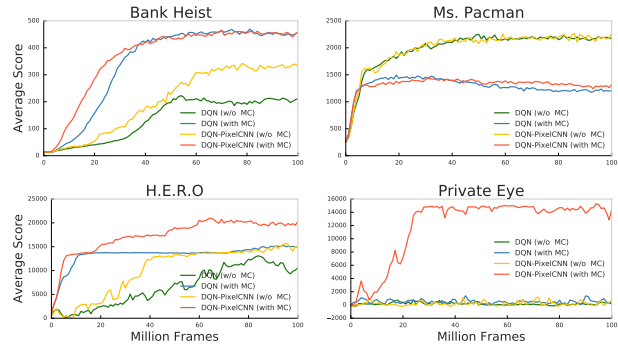 Bank Heist
Average Score
500
400
300
200
100
0
DQN (w/o MC)
DQN (with MC)
DQN-PixelCNN (w/o MC)
DQN-PixelCNN (with MC)
0 20 40 60 80 100
Ms. Pacman
2500
2000
1500
1000
500
0
DQN (w/o MC)
DQN (with MC)
DQN-PixelCNN (w/o MC)
DQN-PixelCNN (with MC)
0 20 40 60 80 100
H.E.R.O
Average Score
25000
20000
15000
10000
5000
0
DQN (w/o MC)
DQN (with MC)
DQN-PixelCNN (w/o MC)
DQN-PixelCNN (with MC)
0 20 40 60 80 100
Million Frames
Private Eye
16000
14000
12000
10000
8000
6000
4000
2000
0
−2000
DQN (w/o MC)
DQN (with MC)
DQN-PixelCNN (w/o MC)
DQN-PixelCNN (with MC)
0 20 40 60 80 100
Million Frames